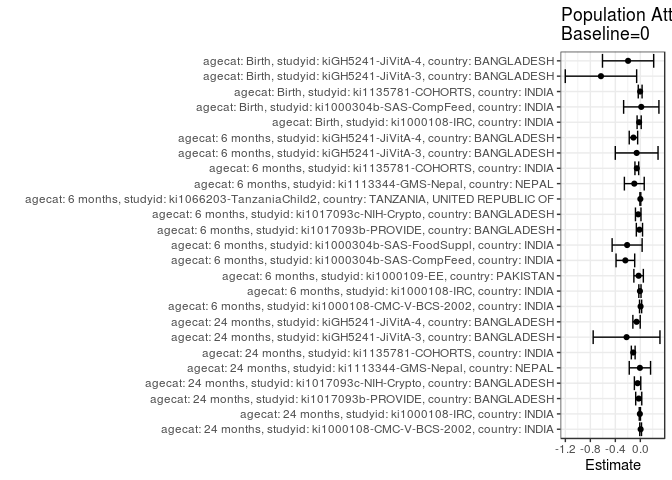 Population Att
Baseline=0
agecat: Birth, studyid: kiGH5241-JiVitA-4, country: BANGLADESH
agecat: Birth, studyid: kiGH5241-JiVitA-3, country: BANGLADESH
agecat: Birth, studyid: ki1135781-COHORTS, country: INDIA
agecat: Birth, studyid: ki1000304b-SAS-CompFeed, country: INDIA
agecat: Birth, studyid: ki1000108-IRC, country: INDIA
agecat: 6 months, studyid: kiGH5241-JiVitA-4, country: BANGLADESH
agecat: 6 months, studyid: kiGH5241-JiVitA-3, country: BANGLADESH
agecat: 6 months, studyid: ki1135781-COHORTS, country: INDIA
agecat: 6 months, studyid: ki1113344-GMS-Nepal, country: NEPAL
agecat: 6 months, studyid: ki1066203-TanzaniaChild2, country: TANZANIA, UNITED REPUBLIC OF
agecat: 6 months, studyid: ki1017093c-NIH-Crypto, country: BANGLADESH
agecat: 6 months, studyid: ki1017093b-PROVIDE, country: BANGLADESH
agecat: 6 months, studyid: ki1000304b-SAS-FoodSuppl, country: INDIA
agecat: 6 months, studyid: ki1000304b-SAS-CompFeed, country: INDIA
agecat: 6 months, studyid: ki1000109-EE, country: PAKISTAN
agecat: 6 months, studyid: ki1000108-IRC, country: INDIA
agecat: 6 months, studyid: ki1000108-CMC-V-BCS-2002, country: INDIA
agecat: 24 months, studyid: kiGH5241-JiVitA-4, country: BANGLADESH
agecat: 24 months, studyid: kiGH5241-JiVitA-3, country: BANGLADESH
agecat: 24 months, studyid: ki1135781-COHORTS, country: INDIA
agecat: 24 months, studyid: ki1113344-GMS-Nepal, country: NEPAL
agecat: 24 months, studyid: ki1017093c-NIH-Crypto, country: BANGLADESH
agecat: 24 months, studyid: ki1017093b-PROVIDE, country: BANGLADESH
agecat: 24 months, studyid: ki1000108-IRC, country: INDIA
agecat: 24 months, studyid: ki1000108-CMC-V-BCS-2002, country: INDIA
-1.2 -0.8 -0.4 0.0
Estimate